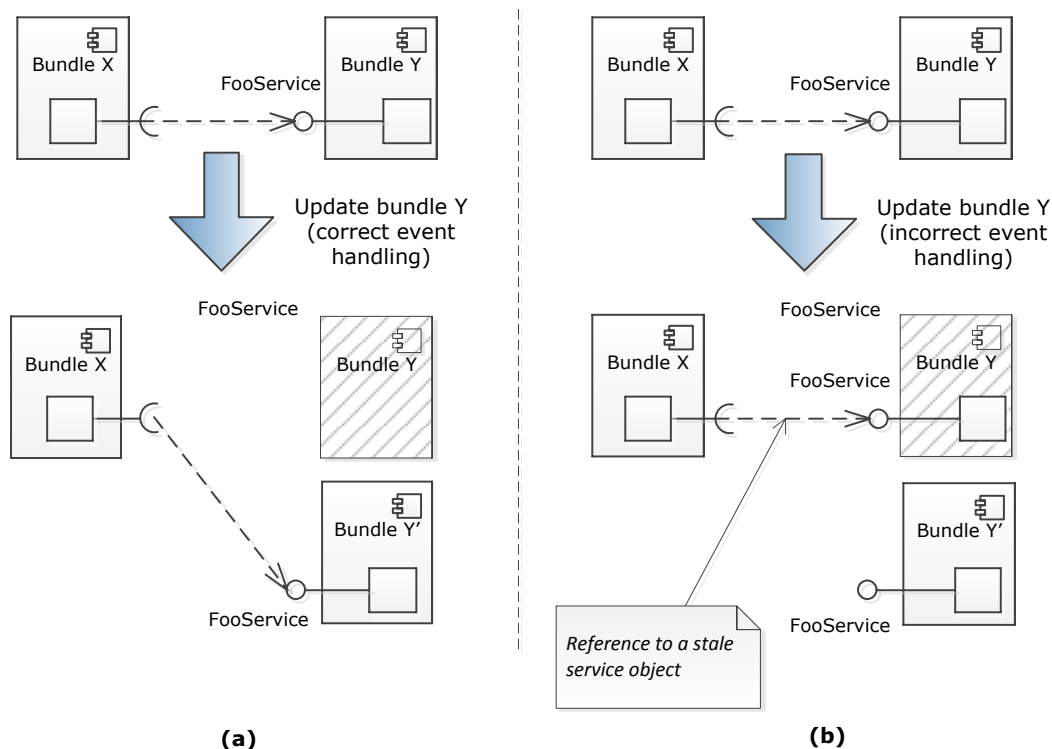 Bundle X
Bundle Y
FooService
Update bundle Y
(correct event
handling)
FooService
Bundle X
Bundle Y
Bundle Y’
FooService
(a)
Bundle X
Bundle Y
FooService
Update bundle Y
(incorrect event
handling)
FooService
Bundle X
Bundle Y
FooService
Bundle Y’
FooService
Reference to a stale
service object
(b)